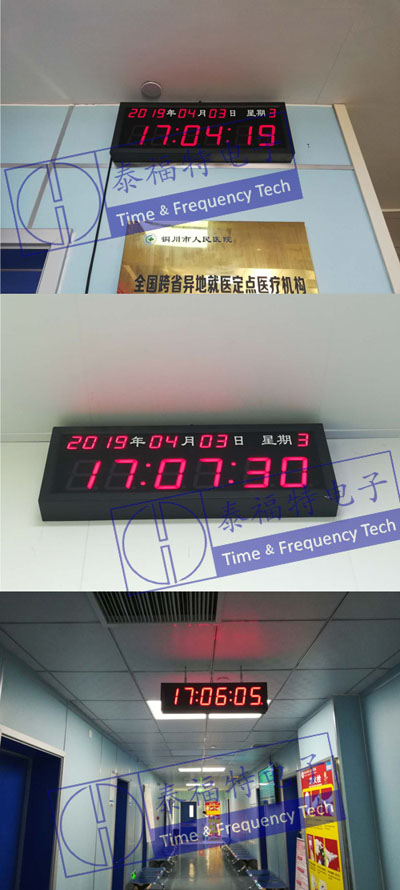 2019年04月03日 星期3
17:04:19
泰福特电子
Time & Frequency Tech
铜川市人民医院
全国跨省异地就医定点医疗机构
2019年04月03日 星期3
17:07:30
泰福特电子
Time & Frequency Tech
17:06:05
泰福特电子
Time & Frequency Tech